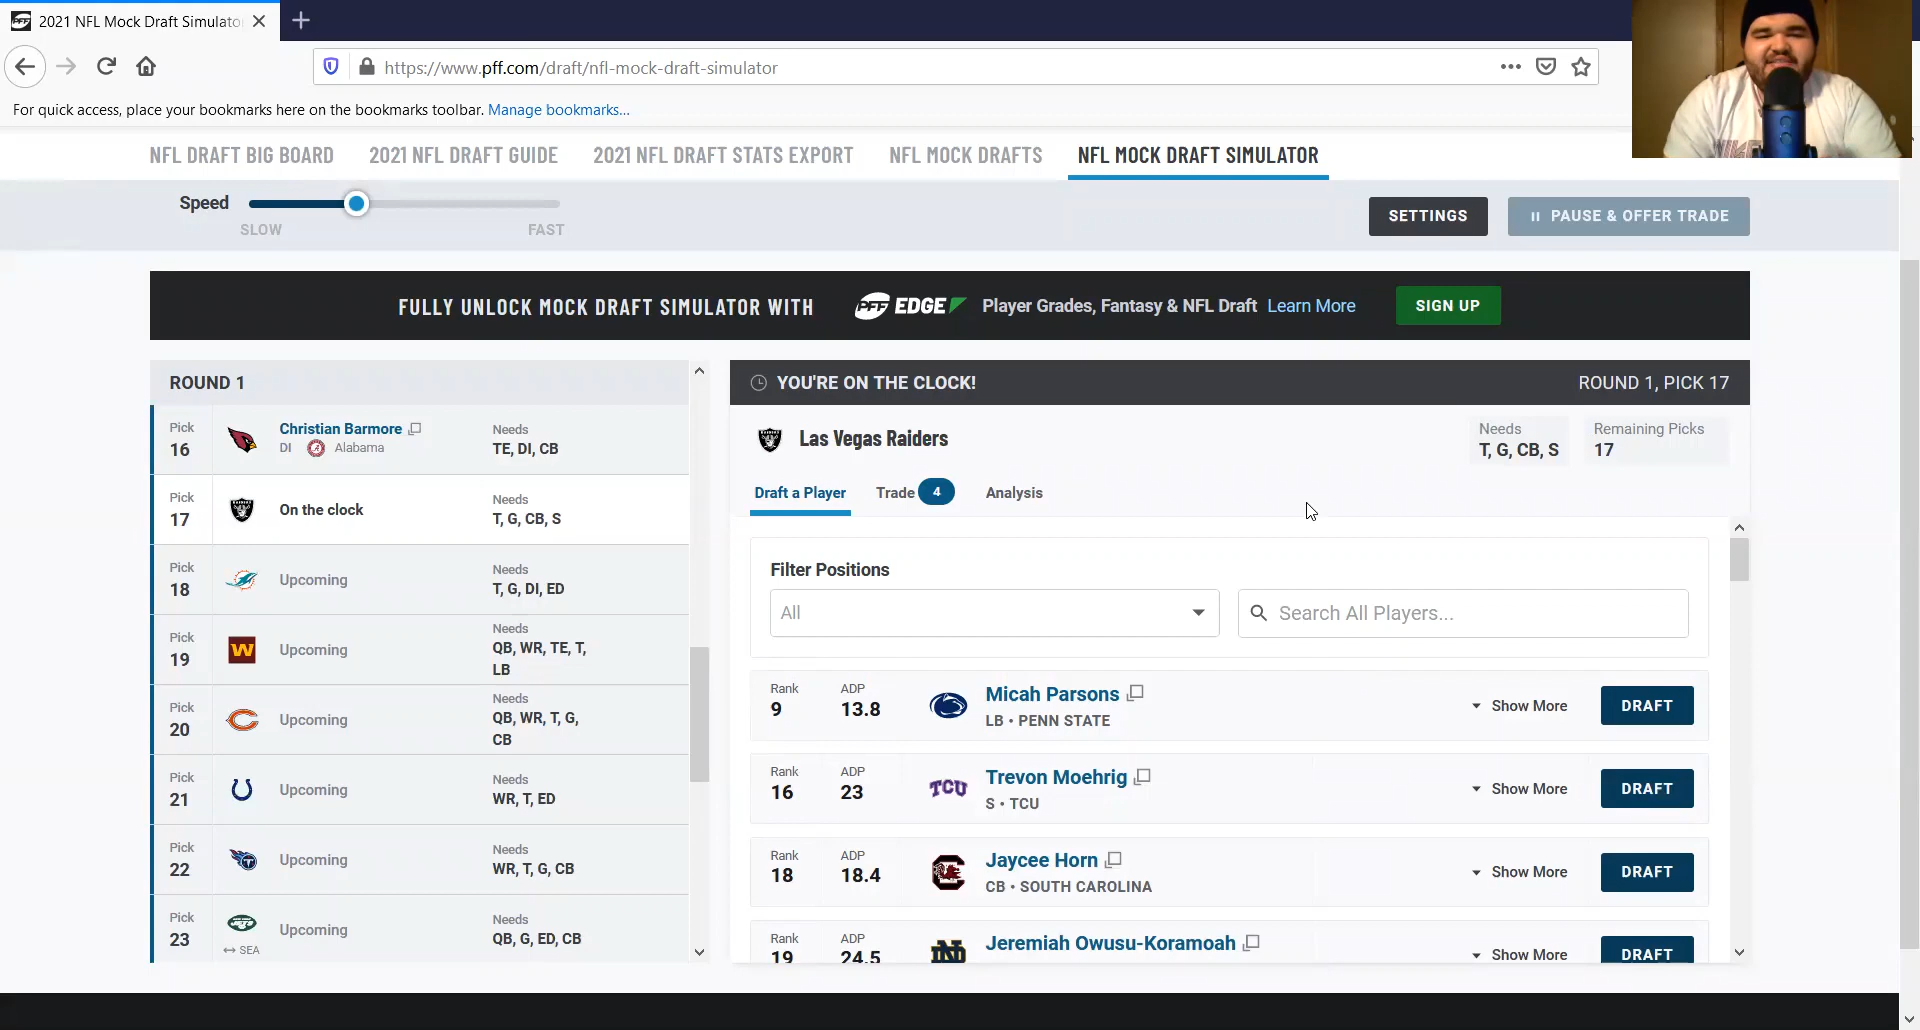 2021 NFL Mock Draft Simulato
https://www.pff.com/draft/nfl-mock-draft-simulator
For quick access, place your bookmarks here on the bookmarks toolbar. Manage bookmarks...
NFL DRAFT BIG BOARD 2021 NFL DRAFT GUIDE 2021 NFL DRAFT STATS EXPORT NFL MOCK DRAFTS NFL MOCK DRAFT SIMULATOR
Speed
SLOW FAST
SETTINGS
PAUSE & OFFER TRADE
FULLY UNLOCK MOCK DRAFT SIMULATOR WITH PFF EDGE Player Grades, Fantasy & NFL Draft Learn More SIGN UP
ROUND 1
Pick 16
Christian Barmore
DI Alabama
Needs
TE, DI, CB
Pick 17
On the clock
Needs
T, G, CB, S
Pick 18
Upcoming
Needs
T, G, DI, ED
Pick 19
W
Upcoming
Needs
QB, WR, TE, T,
LB
Pick 20
Upcoming
Needs
QB, WR, T, G,
CB
Pick 21
Upcoming
Needs
WR, T, ED
Pick 22
Upcoming
Needs
WR, T, G, CB
Pick 23
SEA
Upcoming
Needs
QB, G, ED, CB
YOU'RE ON THE CLOCK! ROUND 1, PICK 17
Las Vegas Raiders
Needs
T, G, CB, S
Remaining Picks
17
Draft a Player Trade 4 Analysis
Filter Positions
All
Search All Players...
Rank ADP
9 13.8
Micah Parsons
LB • PENN STATE
Show More DRAFT
Rank ADP
16 23
TCU
Trevon Moehrig
S • TCU
Show More DRAFT
Rank ADP
18 18.4
Jaycee Horn
CB • SOUTH CAROLINA
Show More DRAFT
Rank ADP
19 24.5
ND
Jeremiah Owusu-Koramoah
Show More DRAFT